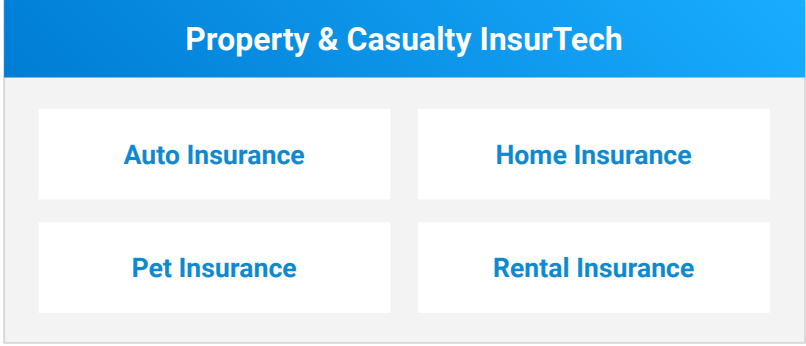 Property & Casualty InsurTech
Auto Insurance
Home Insurance
Pet Insurance
Rental Insurance